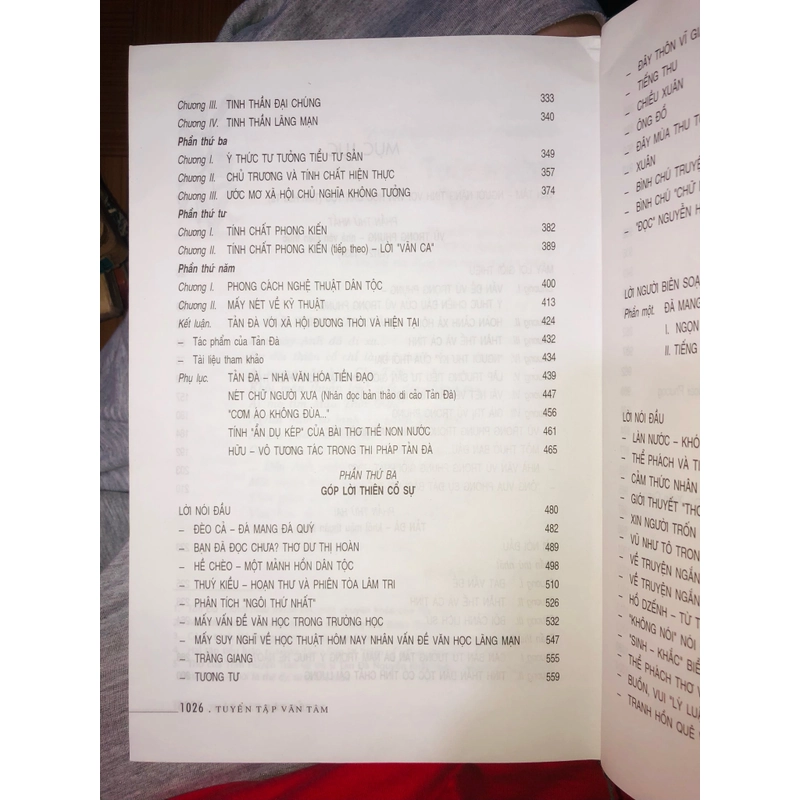 Chương III. TINH THẦN ĐẠI CHÚNG 333
Chương IV. TINH THẦN LÃNG MẠN 340
Phần thứ ba
Chương I. Ý THỨC TƯ TƯỞNG TIỂU TƯ SẢN 349
Chương II. CHỦ TRƯƠNG VÀ TÍNH CHẤT HIỆN THỰC 357
Chương III. ƯỚC MƠ XÃ HỘI CHỦ NGHĨA KHÔNG TƯỞNG 374
Phần thứ tư
Chương I. TÍNH CHẤT PHONG KIẾN 382
Chương II. TÍNH CHẤT PHONG KIẾN (tiếp theo) – LỜI "VĂN CA" 389
Phần thứ năm
Chương I. PHONG CÁCH NGHỆ THUẬT DÂN TỘC 400
Chương II. MẤY NÉT VỀ KỸ THUẬT 413
Kết luận. TẢN ĐÀ VỚI XÃ HỘI ĐƯƠNG THỜI VÀ HIỆN TẠI 424
– Tác phẩm của Tản Đà 432
– Tài liệu tham khảo 434
Phụ lục. TẢN ĐÀ – NHÀ VĂN HÓA TIỀN ĐẠO 439
NÉT CHỮ NGƯỜI XƯA (Nhân đọc bản thảo di cảo Tản Đà) 447
"CƠM ÁO KHÔNG ĐÙA..." 456
TÍNH "ẨN DỤ KÉP" CỦA BÀI THƠ THỀ NON NƯỚC 461
HỮU – VÔ TƯƠNG TÁC TRONG THI PHÁP TẢN ĐÀ 465
PHẦN THỨ BA
GÓP LỜI THIÊN CỔ SỰ
LỜI NÓI ĐẦU 480
– ĐÈO CẢ – ĐÁ MANG ĐÁ QUÝ 482
– BẠN ĐÃ ĐỌC CHƯA? THƠ DƯ THỊ HOÀN 489
– HỀ CHÈO – MỘT MẢNH HỒN DÂN TỘC 498
– THUÝ KIỀU – HOẠN THƯ VÀ PHIÊN TÒA LÂM TRI 510
– PHÂN TÍCH "NGÔI THỨ NHẤT" 526
– MẤY VẤN ĐỀ VĂN HỌC TRONG TRƯỜNG HỌC 532
– MẤY SUY NGHĨ VỀ HỌC THUẬT HÔM NAY NHÂN VẤN ĐỀ VĂN HỌC LÃNG MẠN 547
– TRÀNG GIANG 555
– TƯƠNG TƯ 559
1026 . TUYỂN TẬP VĂN TÂM
– ĐÂY THÔN VĨ
– TIẾNG THU
– CHIỀU XUÂN
– ÔNG ĐỒ
– ĐÂY MÙA THU
– XUÂN
– BÌNH CHÚ
– BÌNH CHÚ "CHỮ
– "ĐỌC" NGUYỄN
LỜI NGƯỜI BIÊN
Phần một. ĐÁ MANG
I. NGỌN
II. TIẾNG
LỜI NÓI ĐẦU
– LÀN NƯỚC –
– THỂ PHÁCH VÀ
– CẢM THỨC NHÂN
– GIỚI THUYẾT
– XIN NGƯỜI TRỐN
– VŨ NHƯ TÔ TRONG
– VỀ TRUYỆN NGẮN
– VỀ TRUYỆN NGẮN
– HỒ DZẾNH – TỪ
– "KHÔNG NÓI" NÓI
– "SINH – KHẮC"
– THỂ PHÁCH THƠ
– BUỒN, VUI
– TRANH HỒN QUÊ